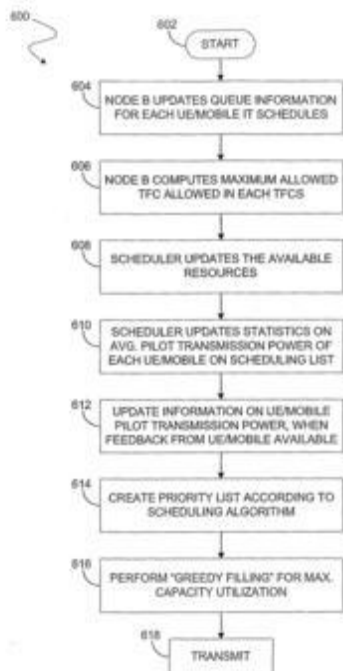 600
602
START
604
NODE B UPDATES QUEUE INFORMATION
FOR EACH UE/MOBILE IT SCHEDULES
606
NODE B COMPUTES MAXIMUM ALLOWED
TFC ALLOWED IN EACH TFCS
608
SCHEDULER UPDATES THE AVAILABLE
RESOURCES
610
SCHEDULER UPDATES STATISTICS ON
AVG. PILOT TRANSMISSION POWER OF
EACH UE/MOBILE ON SCHEDULING LIST
612
UPDATE INFORMATION ON UE/MOBILE
PILOT TRANSMISSION POWER, WHEN
FEEDBACK FROM UE/MOBILE AVAILABLE
614
CREATE PRIORITY LIST ACCORDING TO
SCHEDULING ALGORITHM
616
PERFORM "GREEDY FILLING" FOR MAX.
CAPACITY UTILIZATION
618
TRANSMIT